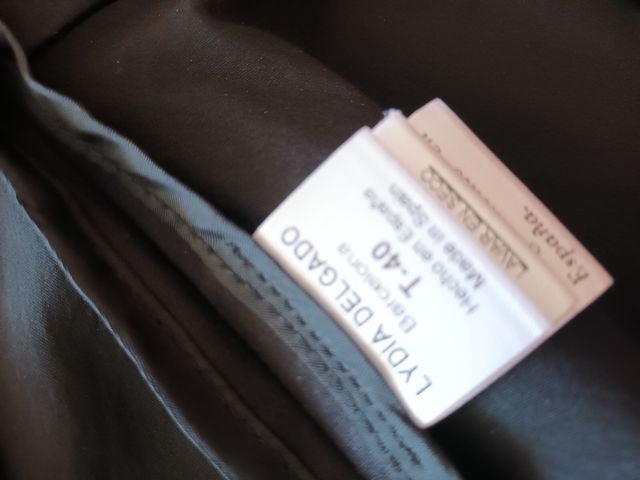 LYDIA DELGADO
Barcelona
T-40
Hecho en España
Made in Spain
LAVAR EN SECO
España.